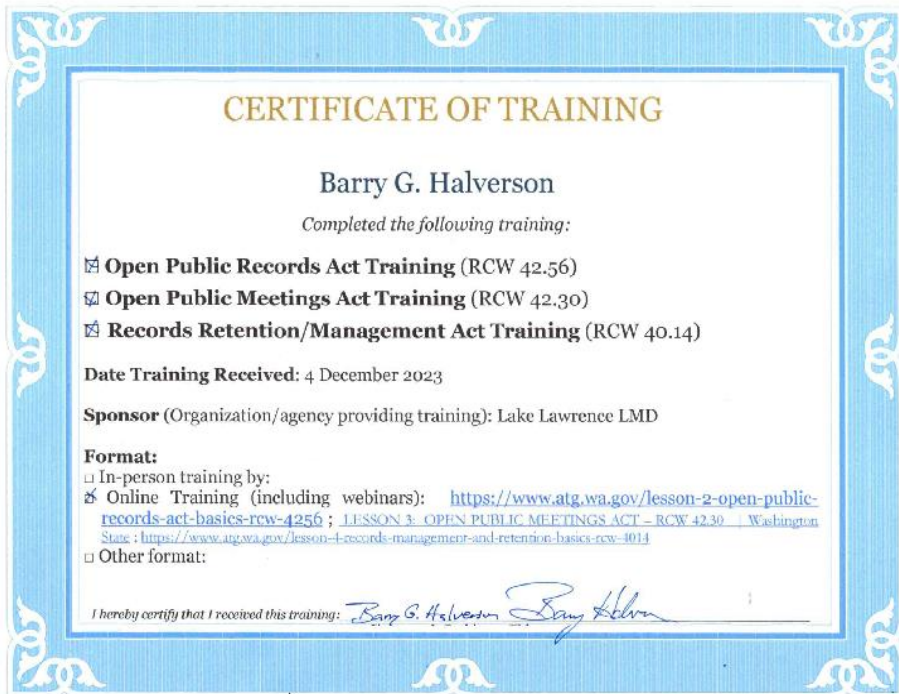 CERTIFICATE OF TRAINING
Barry G. Halverson
Completed the following training:
☒ Open Public Records Act Training (RCW 42.56)
☒ Open Public Meetings Act Training (RCW 42.30)
☒ Records Retention/Management Act Training (RCW 40.14)
Date Training Received: 4 December 2023
Sponsor (Organization/agency providing training): Lake Lawrence LMD
Format:
□ In-person training by:
☒ Online Training (including webinars): https://www.atg.wa.gov/lesson-2-open-public-
records-act-basics-rcw-4256 ; LESSON 3: OPEN PUBLIC MEETINGS ACT – RCW 42.30 | Washington
State ; https://www.atg.wa.gov/lesson-4-records-management-and-retention-basics-rcw-4014
□ Other format:
I hereby certify that I received this training: Barry G. Halverson Barry Halvn